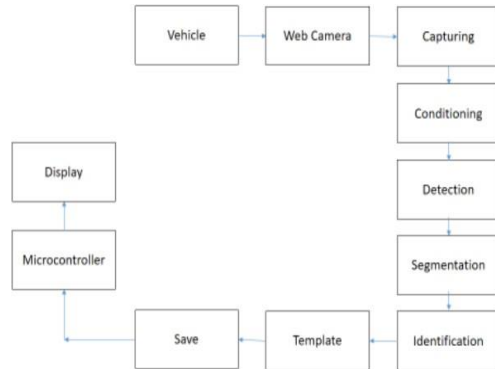 Vehicle
Web Camera
Capturing
Conditioning
Detection
Segmentation
Identification
Template
Save
Microcontroller
Display